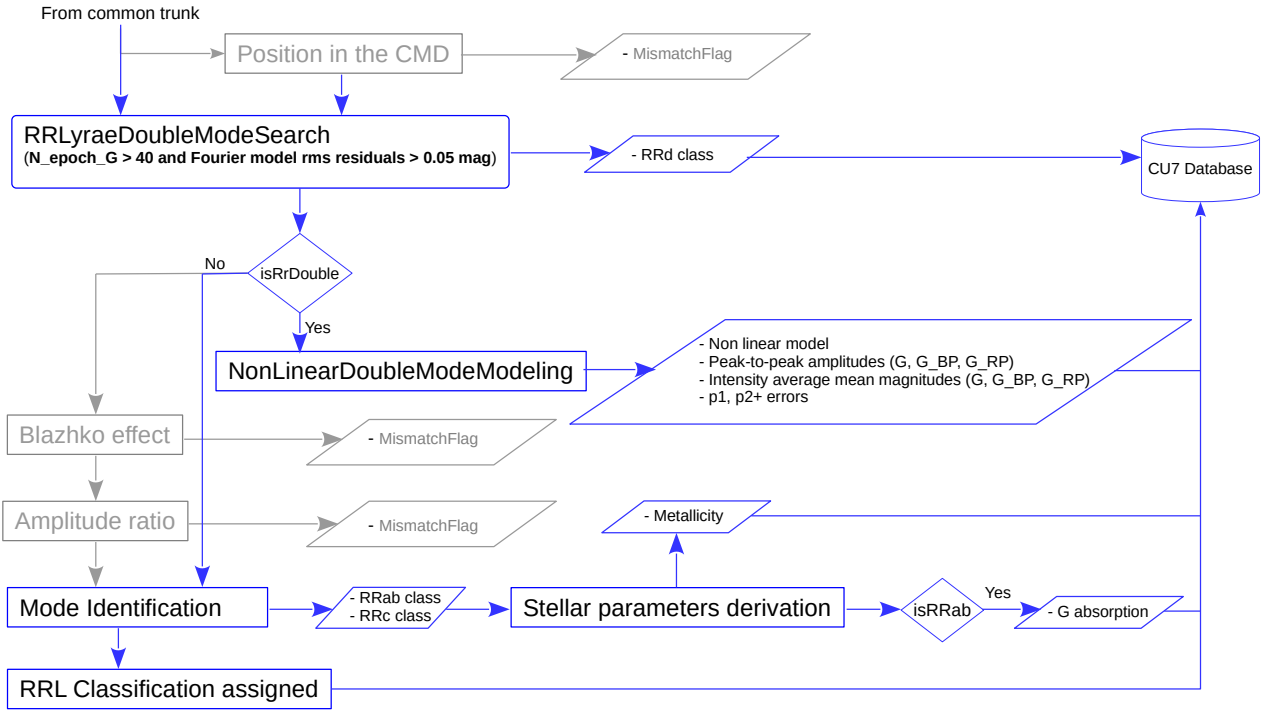 From common trunk
Position in the CMD
- MismatchFlag
RRLyraeDoubleModeSearch
(N_epoch_G > 40 and Fourier model rms residuals > 0.05 mag)
- RRd class
CU7 Database
No
isRrDouble
Yes
NonLinearDoubleModeModeling
- Non linear model
- Peak-to-peak amplitudes (G, G_BP, G_RP)
- Intensity average mean magnitudes (G, G_BP, G_RP)
- p1, p2+ errors
Blazhko effect
- MismatchFlag
Amplitude ratio
- MismatchFlag
- Metallicity
Mode Identification
- RRab class
- RRc class
Stellar parameters derivation
isRRab
Yes
- G absorption
RRL Classification assigned